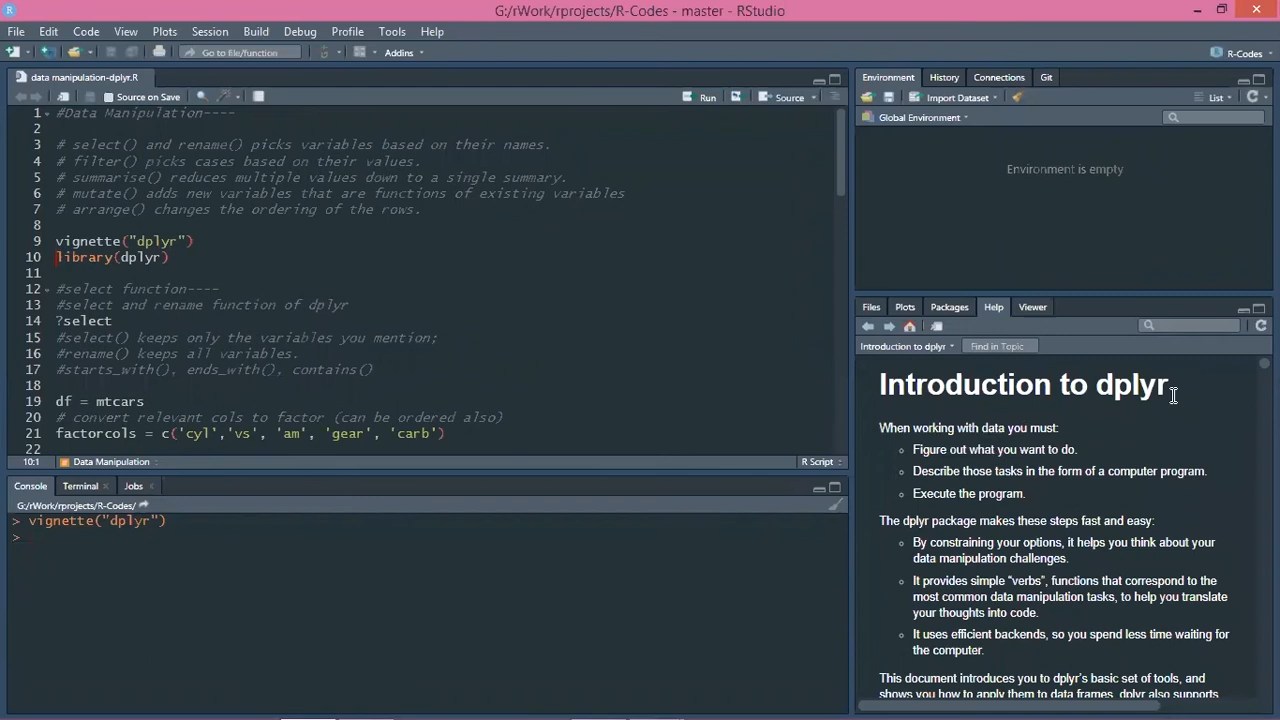 G:/rWork/rprojects/R-Codes - master - RStudio
File Edit Code View Plots Session Build Debug Profile Tools Help
Go to file/function Addins R-Codes
data manipulation-dplyr.R
Source on Save Run Source
1 #Data Manipulation----
2
3 # select() and rename() picks variables based on their names.
4 # filter() picks cases based on their values.
5 # summarise() reduces multiple values down to a single summary.
6 # mutate() adds new variables that are functions of existing variables
7 # arrange() changes the ordering of the rows.
8
9 vignette("dplyr")
10 library(dplyr)
11
12 #select function----
13 #select and rename function of dplyr
14 ?select
15 #select() keeps only the variables you mention;
16 #rename() keeps all variables.
17 #starts_with(), ends_with(), contains()
18
19 df = mtcars
20 # convert relevant cols to factor (can be ordered also)
21 factorcols = c('cyl','vs', 'am', 'gear', 'carb')
22
10:1 Data Manipulation R Script
Console Terminal Jobs
G:/rWork/rprojects/R-Codes/
> vignette("dplyr")
>
Environment History Connections Git
Import Dataset List
Global Environment
Environment is empty
Files Plots Packages Help Viewer
Introduction to dplyr Find in Topic
Introduction to dplyr
When working with data you must:
Figure out what you want to do.
Describe those tasks in the form of a computer program.
Execute the program.
The dplyr package makes these steps fast and easy:
By constraining your options, it helps you think about your
data manipulation challenges.
It provides simple “verbs”, functions that correspond to the
most common data manipulation tasks, to help you translate
your thoughts into code.
It uses efficient backends, so you spend less time waiting for
the computer.
This document introduces you to dplyr’s basic set of tools, and
shows you how to apply them to data frames. dplyr also supports